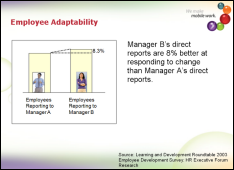 Employee Adaptability
Manager B's direct
reports are 8% better at
responding to change
than Manager A's direct
reports.
8.3%
Employees
Reporting to
Manager A
Employees
Reporting to
Manager B
Source: Learning and Development Roundtable 2003
Employee Development Survey; HR Executive Forum
Research